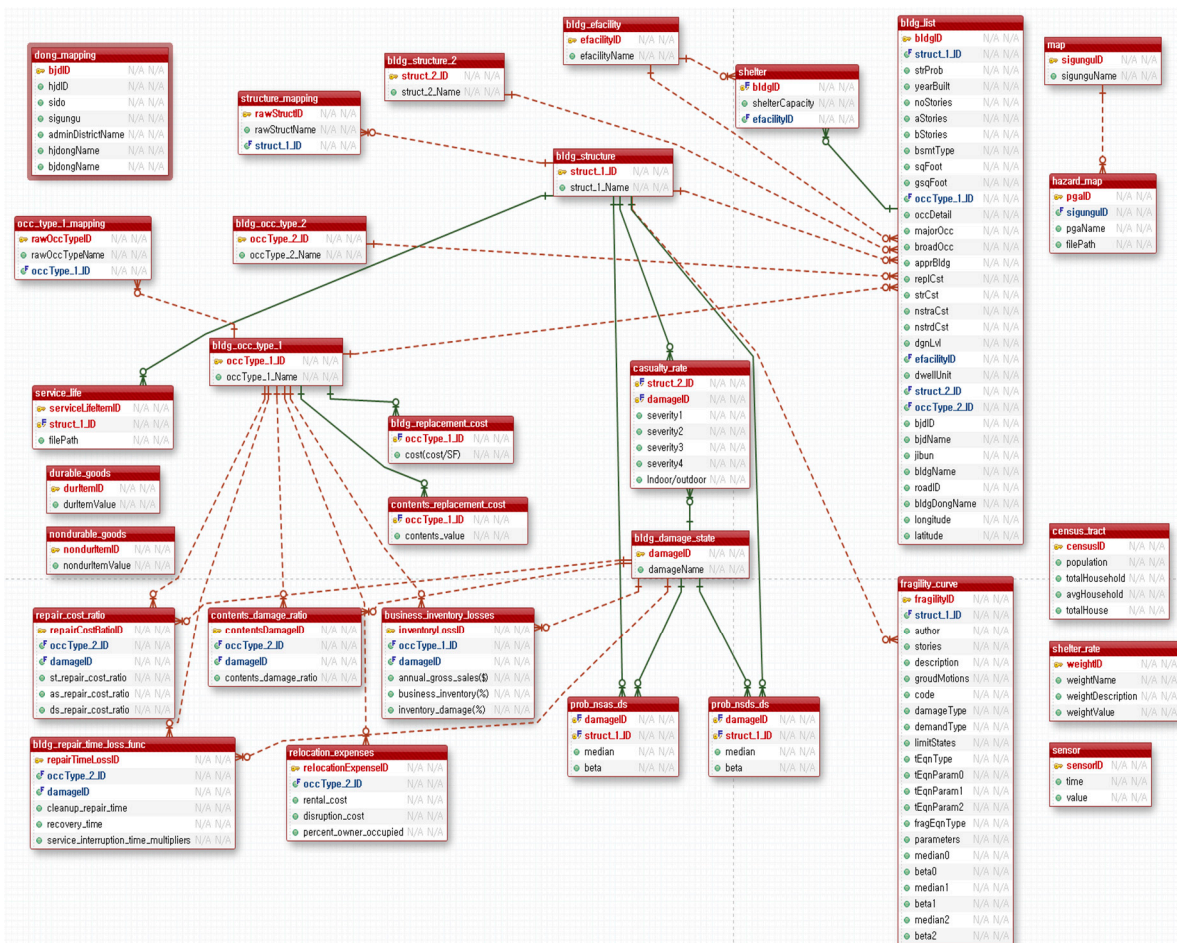 dong_mapping
bjdID N/A N/A
hjdID N/A N/A
sido N/A N/A
sigungu N/A N/A
adminDistrictName N/A N/A
hjdongName N/A N/A
bjdongName N/A N/A
structure_mapping
rawStructID N/A N/A
rawStructName N/A N/A
struct_1_ID N/A N/A
bldg_structure_2
struct_2_ID N/A N/A
struct_2_Name N/A N/A
bldg_efacility
efacilityID N/A N/A
efacilityName N/A N/A
shelter
bldgID N/A N/A
shelterCapacity N/A N/A
efacilityID N/A N/A
bldg_list
bldgID N/A N/A
struct_1_ID N/A N/A
strProb N/A N/A
yearBuilt N/A N/A
noStories N/A N/A
aStories N/A N/A
bStories N/A N/A
bsmtType N/A N/A
sqFoot N/A N/A
gsqFoot N/A N/A
occType_1_ID N/A N/A
occDetail N/A N/A
majorOcc N/A N/A
broadOcc N/A N/A
apprBldg N/A N/A
replCst N/A N/A
strCst N/A N/A
nstraCst N/A N/A
nstrdCst N/A N/A
dgnLvl N/A N/A
efacilityID N/A N/A
dwellUnit N/A N/A
struct_2_ID N/A N/A
occType_2_ID N/A N/A
bjdID N/A N/A
bjdName N/A N/A
jibun N/A N/A
bldgName N/A N/A
roadID N/A N/A
bldgDongName N/A N/A
longitude N/A N/A
latitude N/A N/A
map
sigunguID N/A N/A
sigunguName N/A N/A
hazard_map
pgaID N/A N/A
sigunguID N/A N/A
pgaName N/A N/A
filePath N/A N/A
bldg_structure
struct_1_ID N/A N/A
struct_1_Name N/A N/A
occ_type_1_mapping
rawOccTypeID N/A N/A
rawOccTypeName N/A N/A
occType_1_ID N/A N/A
bldg_occ_type_2
occType_2_ID N/A N/A
occType_2_Name N/A N/A
bldg_occ_type_1
occType_1_ID N/A N/A
occType_1_Name N/A N/A
service_life
serviceLifeItemID N/A N/A
struct_1_ID N/A N/A
filePath N/A N/A
bldg_replacement_cost
occType_1_ID N/A N/A
cost(cost/SF) N/A N/A
casualty_rate
struct_2_ID N/A N/A
damageID N/A N/A
severity1 N/A N/A
severity2 N/A N/A
severity3 N/A N/A
severity4 N/A N/A
Indoor/outdoor N/A N/A
durable_goods
durItemID N/A N/A
durItemValue N/A N/A
contents_replacement_cost
occType_1_ID N/A N/A
contents_value N/A N/A
nondurable_goods
nondurItemID N/A N/A
nondurItemValue N/A N/A
bldg_damage_state
damageID N/A N/A
damageName N/A N/A
census_tract
censusID N/A N/A
population N/A N/A
totalHousehold N/A N/A
avgHousehold N/A N/A
totalHouse N/A N/A
repair_cost_ratio
repairCostRatioID N/A N/A
occType_2_ID N/A N/A
damageID N/A N/A
st_repair_cost_ratio N/A N/A
as_repair_cost_ratio N/A N/A
ds_repair_cost_ratio N/A N/A
contents_damage_ratio
contentsDamageID N/A N/A
occType_2_ID N/A N/A
damageID N/A N/A
contents_damage_ratio N/A N/A
business_inventory_losses
inventoryLossID N/A N/A
occType_1_ID N/A N/A
damageID N/A N/A
annual_gross_sales($) N/A N/A
business_inventory(%) N/A N/A
inventory_damage(%) N/A N/A
fragility_curve
fragilityID N/A N/A
struct_1_ID N/A N/A
author N/A N/A
stories N/A N/A
description N/A N/A
groudMotions N/A N/A
code N/A N/A
damageType N/A N/A
demandType N/A N/A
limitStates N/A N/A
tEqnType N/A N/A
tEqnParam0 N/A N/A
tEqnParam1 N/A N/A
tEqnParam2 N/A N/A
fragEqnType N/A N/A
parameters N/A N/A
median0 N/A N/A
beta0 N/A N/A
median1 N/A N/A
beta1 N/A N/A
median2 N/A N/A
beta2 N/A N/A
shelter_rate
weightID N/A N/A
weightName N/A N/A
weightDescription N/A N/A
weightValue N/A N/A
prob_nsas_ds
damageID N/A N/A
struct_1_ID N/A N/A
median N/A N/A
beta N/A N/A
prob_nsds_ds
damageID N/A N/A
struct_1_ID N/A N/A
median N/A N/A
beta N/A N/A
bldg_repair_time_loss_func
repairTimeLossID N/A N/A
occType_2_ID N/A N/A
damageID N/A N/A
cleanup_repair_time N/A N/A
recovery_time N/A N/A
service_interruption_time_multipliers N/A N/A
relocation_expenses
relocationExpenseID N/A N/A
occType_2_ID N/A N/A
rental_cost N/A N/A
disruption_cost N/A N/A
percent_owner_occupied N/A N/A
sensor
sensorID N/A N/A
time N/A N/A
value N/A N/A